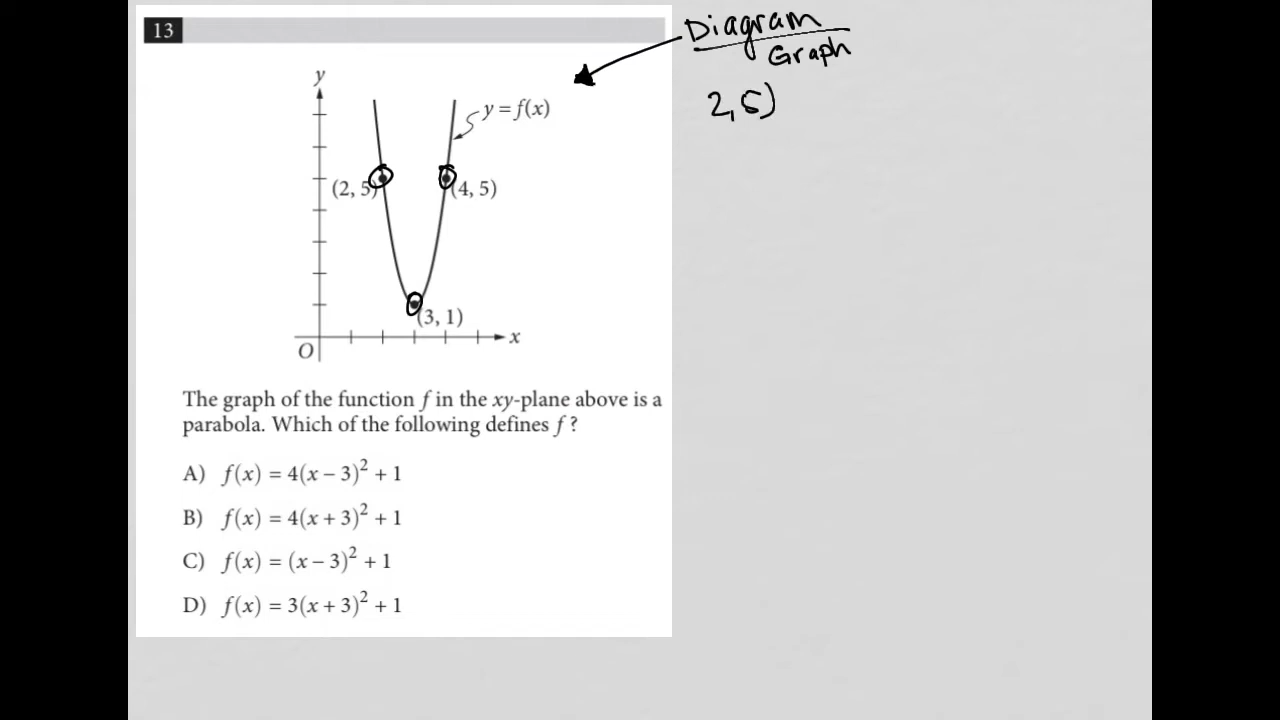 13
Diagram
Graph
2,5)
y
y = f(x)
(2, 5)
(4, 5)
(3, 1)
x
O
The graph of the function f in the xy-plane above is a
parabola. Which of the following defines f ?
A) f(x) = 4(x − 3)² + 1
B) f(x) = 4(x + 3)² + 1
C) f(x) = (x − 3)² + 1
D) f(x) = 3(x + 3)² + 1